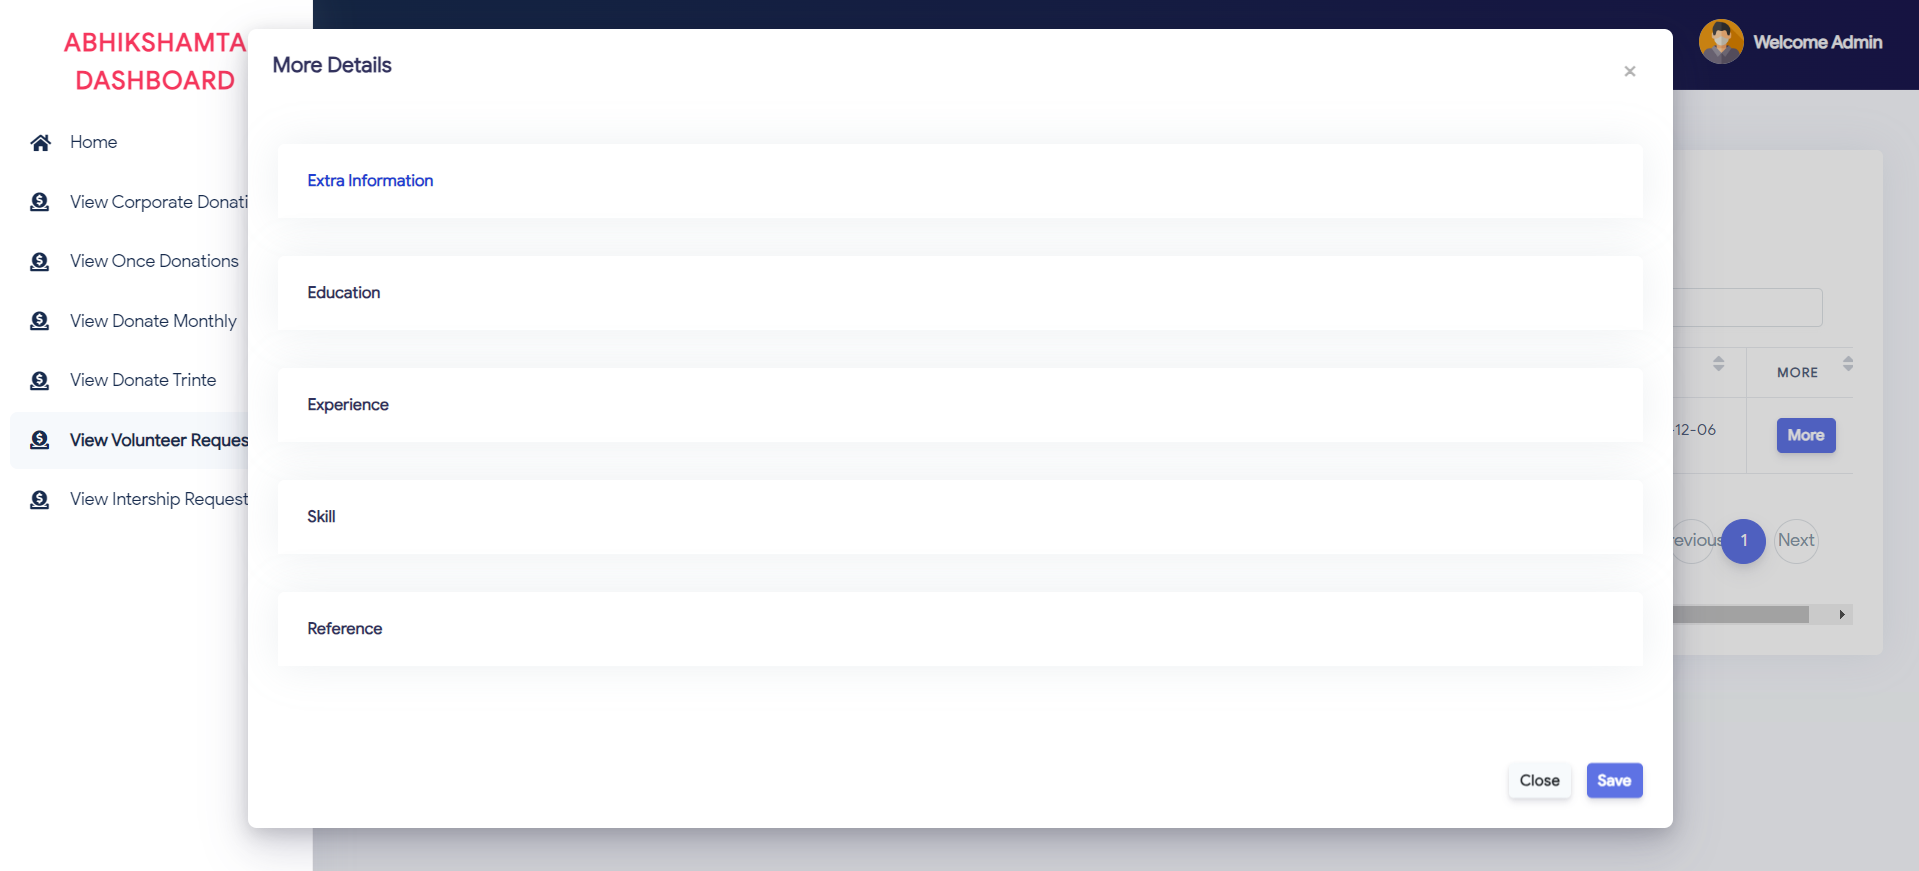 ABHIKSHAMTA
DASHBOARD
Home
View Corporate Donati
View Once Donations
View Donate Monthly
View Donate Trinte
View Volunteer Reques
View Intership Request
Welcome Admin
More Details
×
Extra Information
Education
Experience
Skill
Reference
Close
Save
MORE
-12-06
More
revious
1
Next